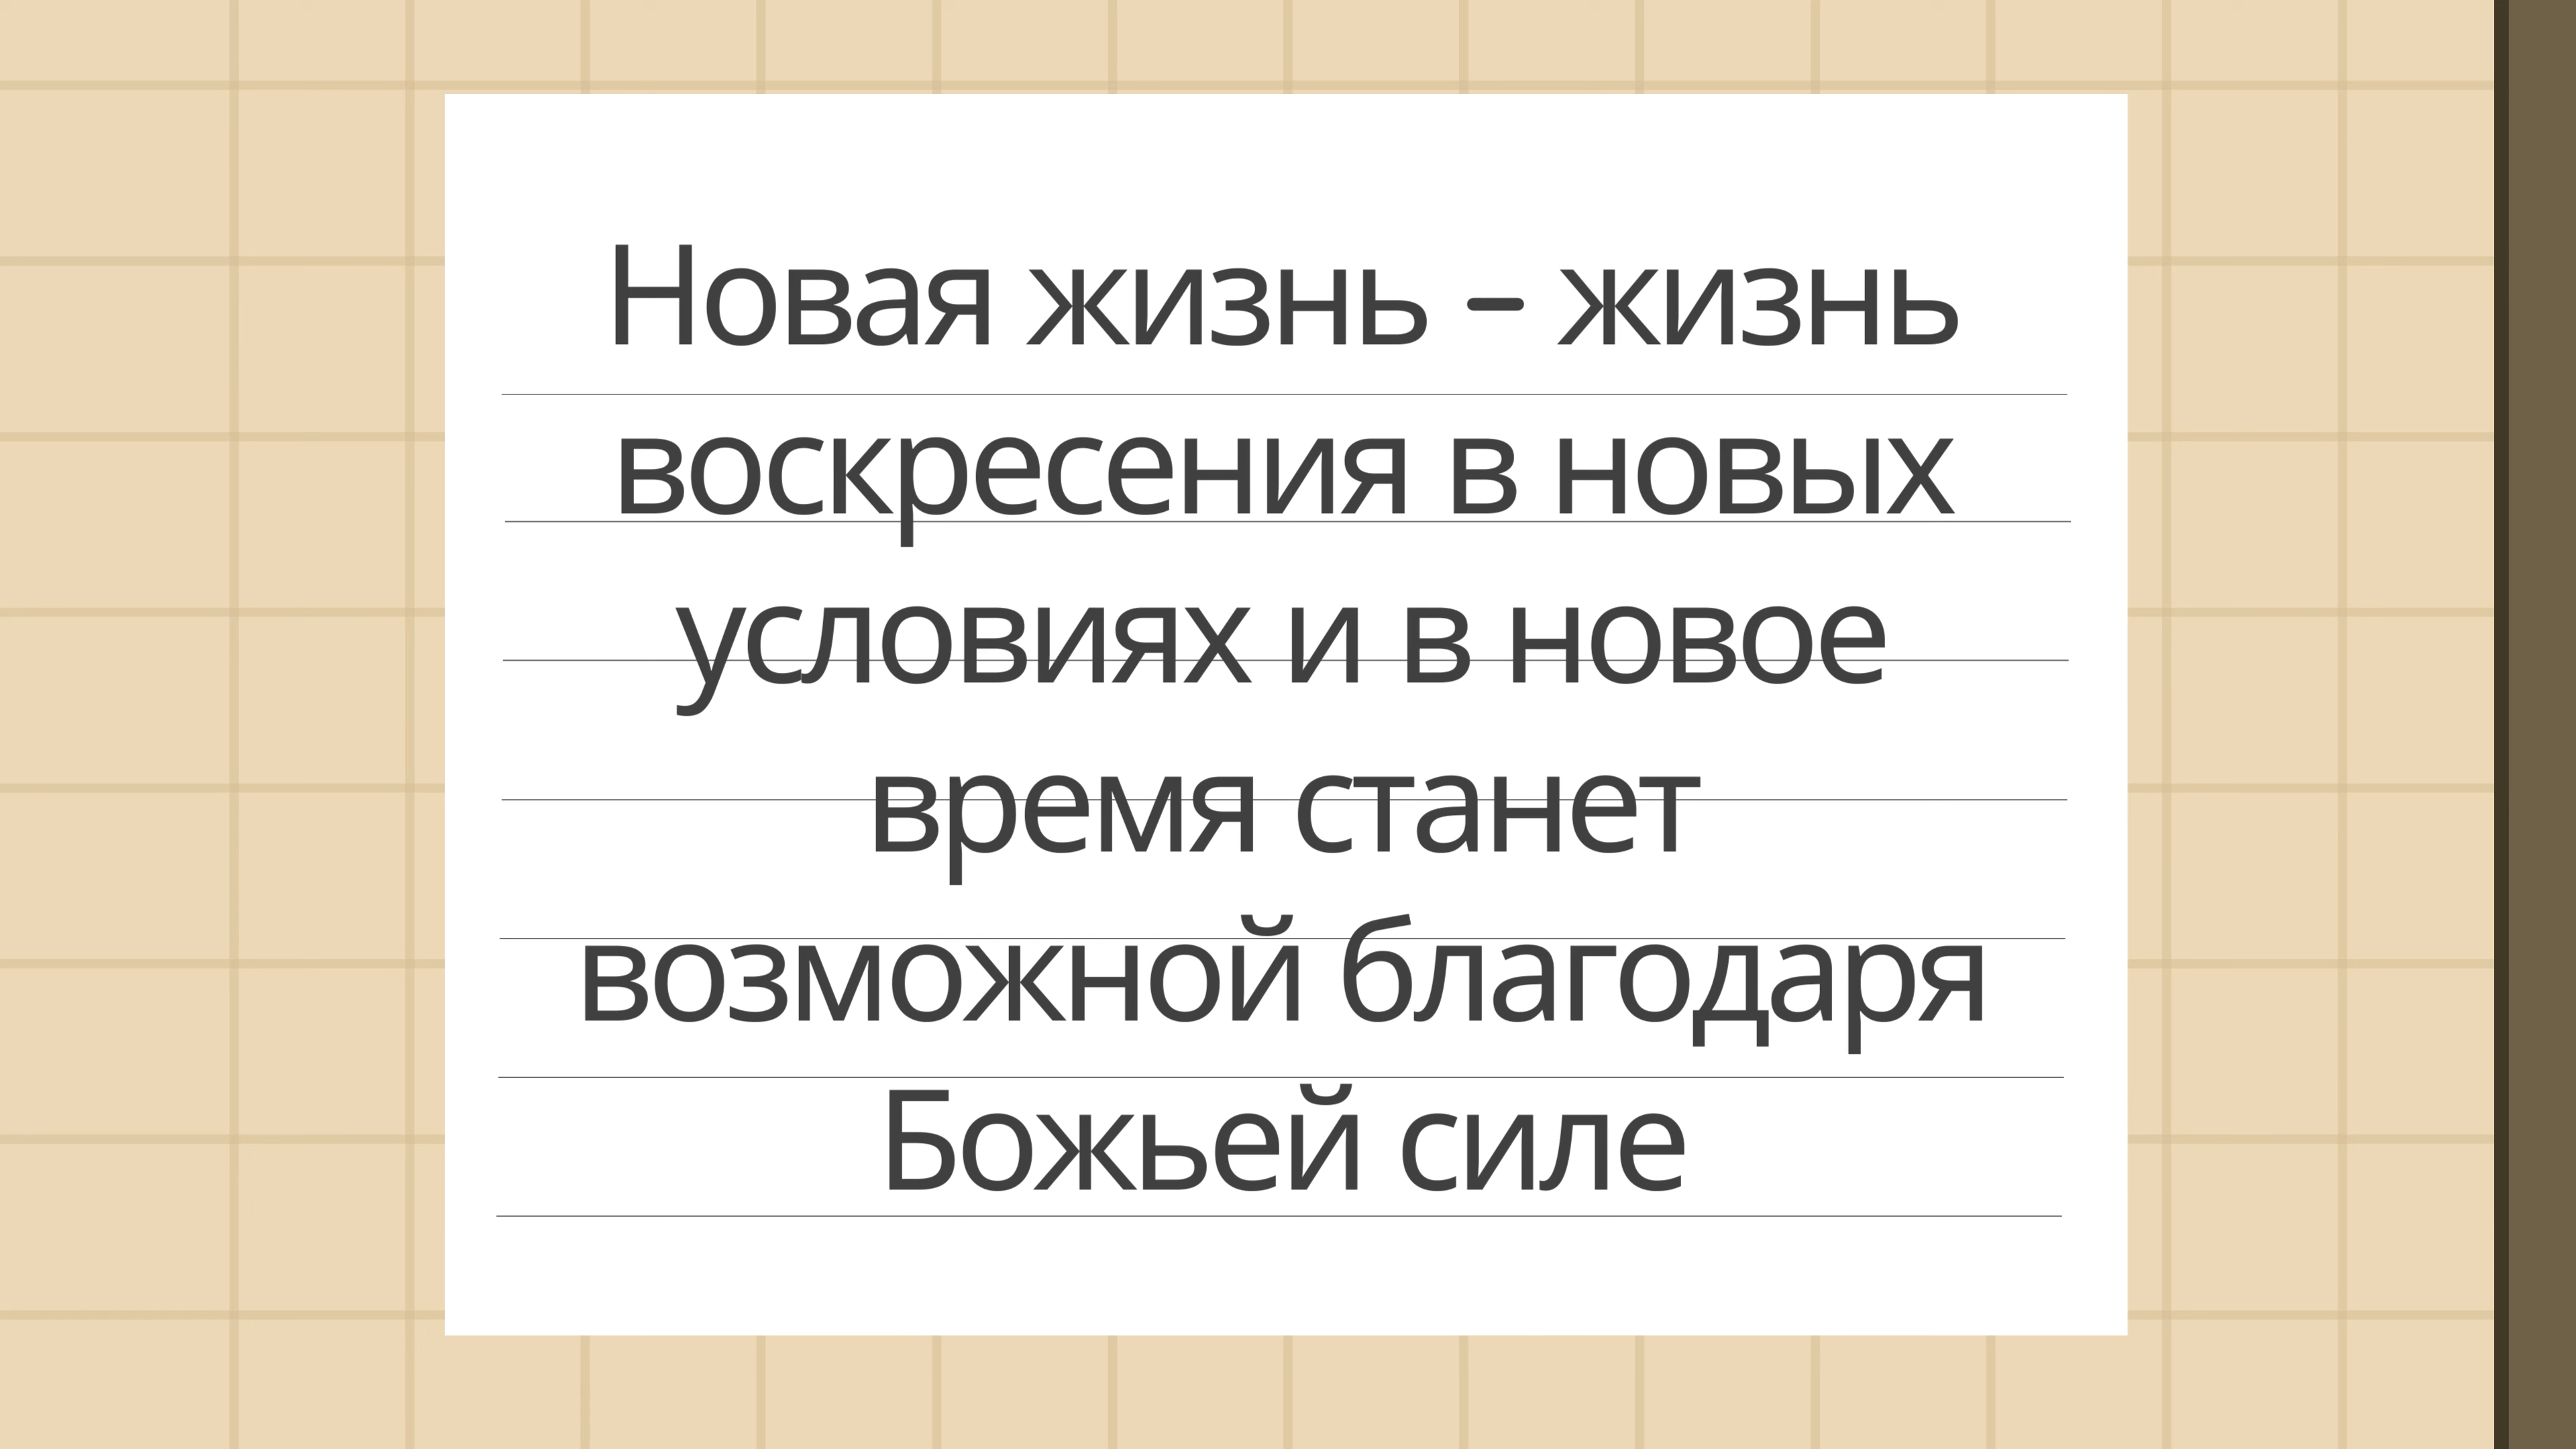 Новая жизнь – жизнь
воскресения в новых
условиях и в новое
время станет
возможной благодаря
Божьей силе